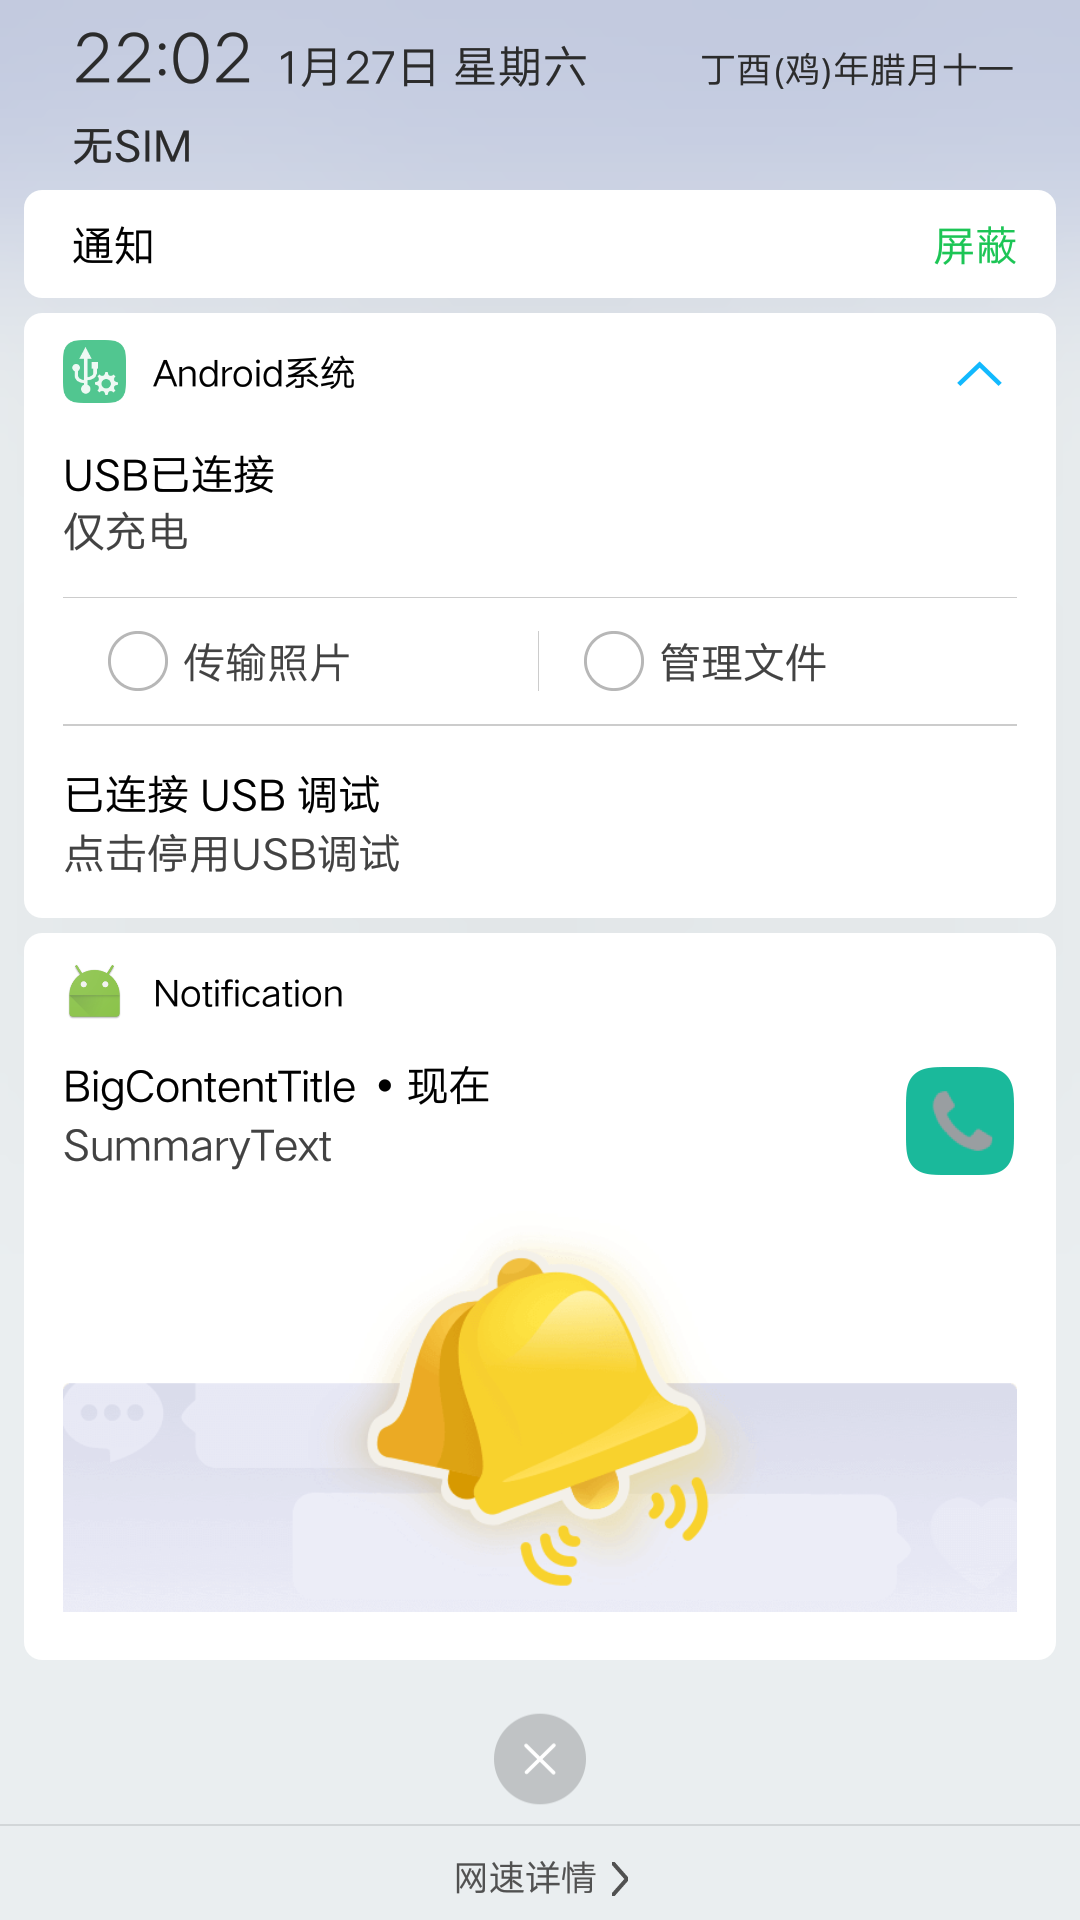 22:02 1月27日 星期六 丁酉(鸡)年腊月十一
无SIM
通知 屏蔽
Android系统
USB已连接
仅充电
传输照片 管理文件
已连接 USB 调试
点击停用USB调试
Notification
BigContentTitle • 现在
SummaryText
网速详情